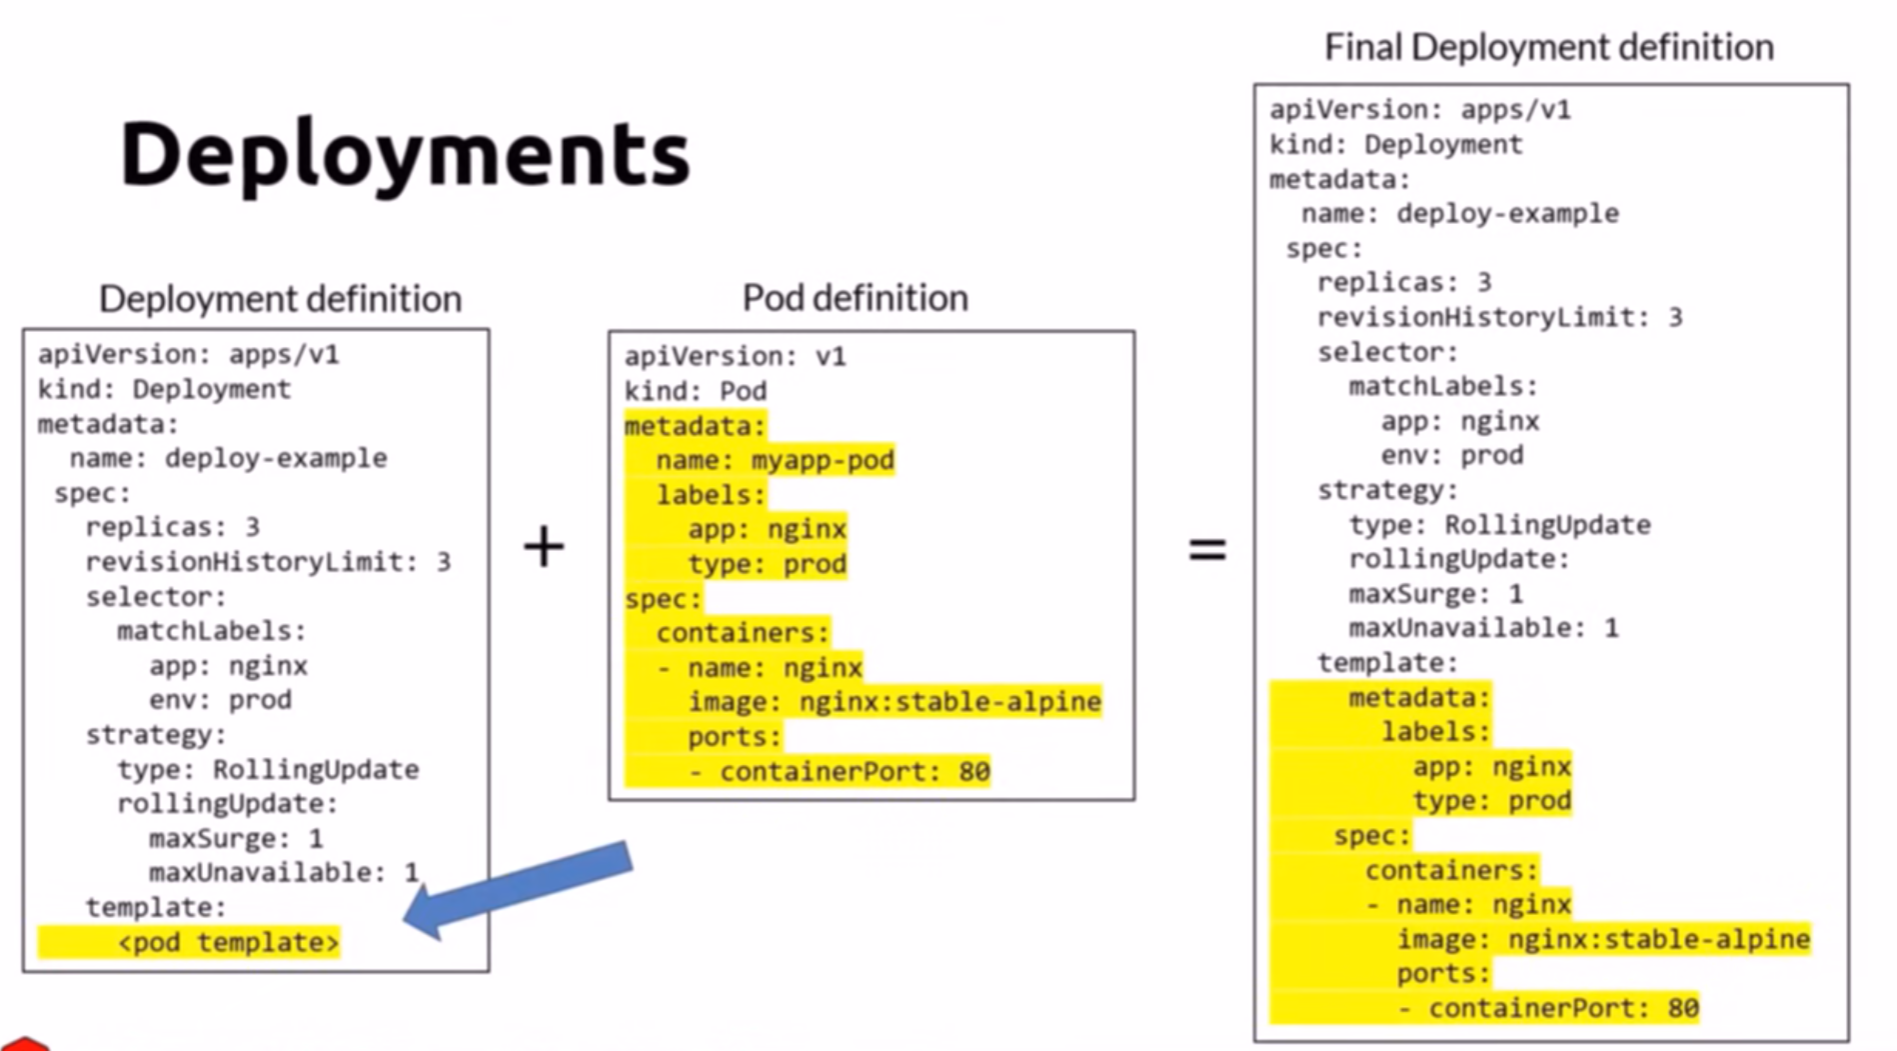 Deployments
Deployment definition
apiVersion: apps/v1
kind: Deployment
metadata:
  name: deploy-example
 spec:
   replicas: 3
   revisionHistoryLimit: 3
   selector:
     matchLabels:
       app: nginx
       env: prod
   strategy:
     type: RollingUpdate
     rollingUpdate:
       maxSurge: 1
       maxUnavailable: 1
   template:
     <pod template>
+
Pod definition
apiVersion: v1
kind: Pod
metadata:
  name: myapp-pod
  labels:
    app: nginx
    type: prod
spec:
  containers:
  - name: nginx
    image: nginx:stable-alpine
    ports:
    - containerPort: 80
=
Final Deployment definition
apiVersion: apps/v1
kind: Deployment
metadata:
  name: deploy-example
 spec:
   replicas: 3
   revisionHistoryLimit: 3
   selector:
     matchLabels:
       app: nginx
       env: prod
   strategy:
     type: RollingUpdate
     rollingUpdate:
     maxSurge: 1
     maxUnavailable: 1
   template:
     metadata:
       labels:
         app: nginx
         type: prod
    spec:
      containers:
      - name: nginx
        image: nginx:stable-alpine
        ports:
        - containerPort: 80